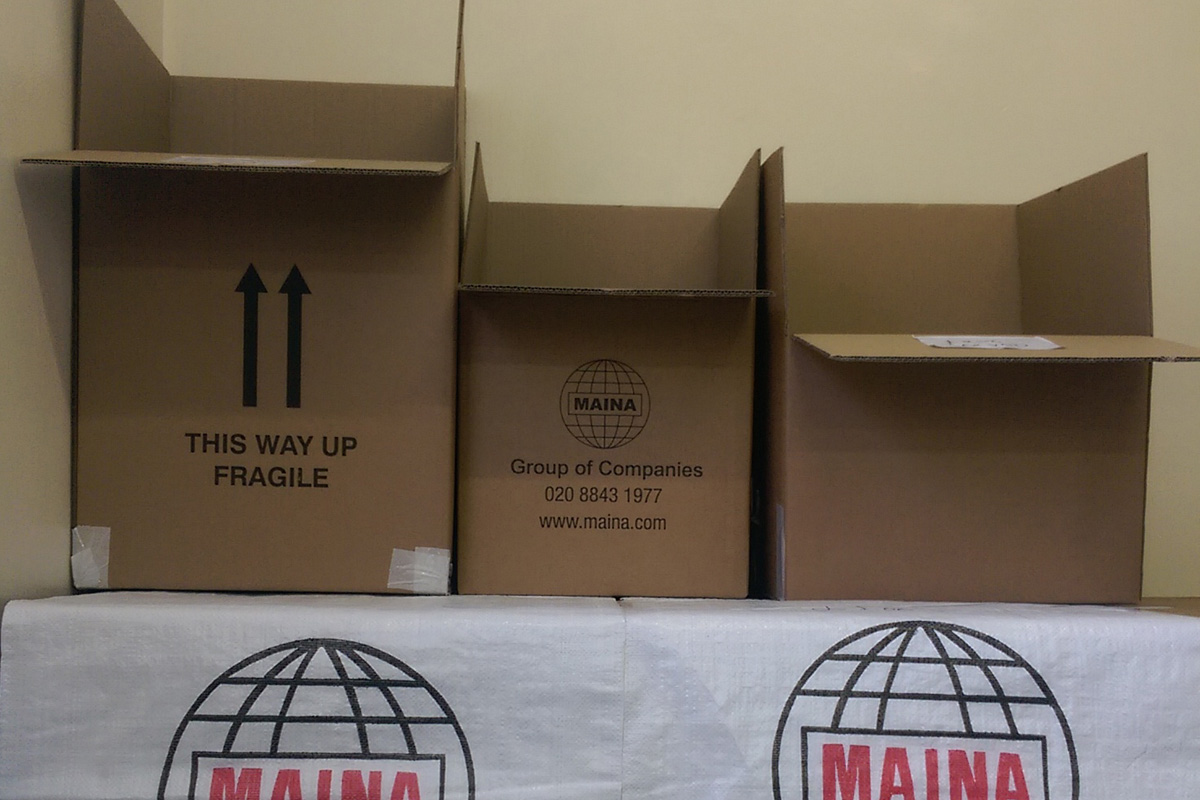 THIS WAY UP
FRAGILE
MAINA
Group of Companies
020 8843 1977
www.maina.com
MAINA
MAINA